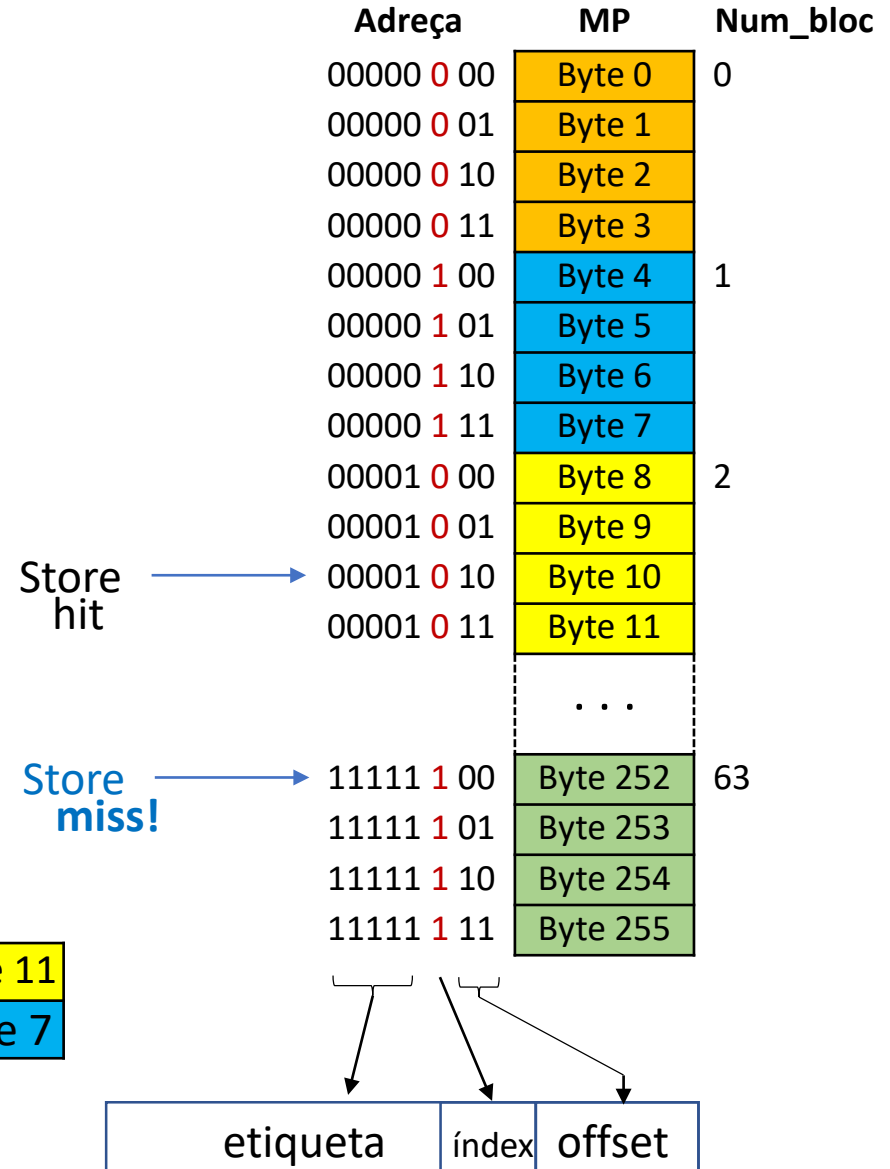 Adreça MP Num_bloc
00000 0 00 Byte 0 0
00000 0 01 Byte 1
00000 0 10 Byte 2
00000 0 11 Byte 3
00000 1 00 Byte 4 1
00000 1 01 Byte 5
00000 1 10 Byte 6
00000 1 11 Byte 7
00001 0 00 Byte 8 2
00001 0 01 Byte 9
Store
hit
00001 0 10 Byte 10
00001 0 11 Byte 11
. . .
Store
miss!
11111 1 00 Byte 252 63
11111 1 01 Byte 253
11111 1 10 Byte 254
11111 1 11 Byte 255
e 11
e 7
etiqueta índex offset